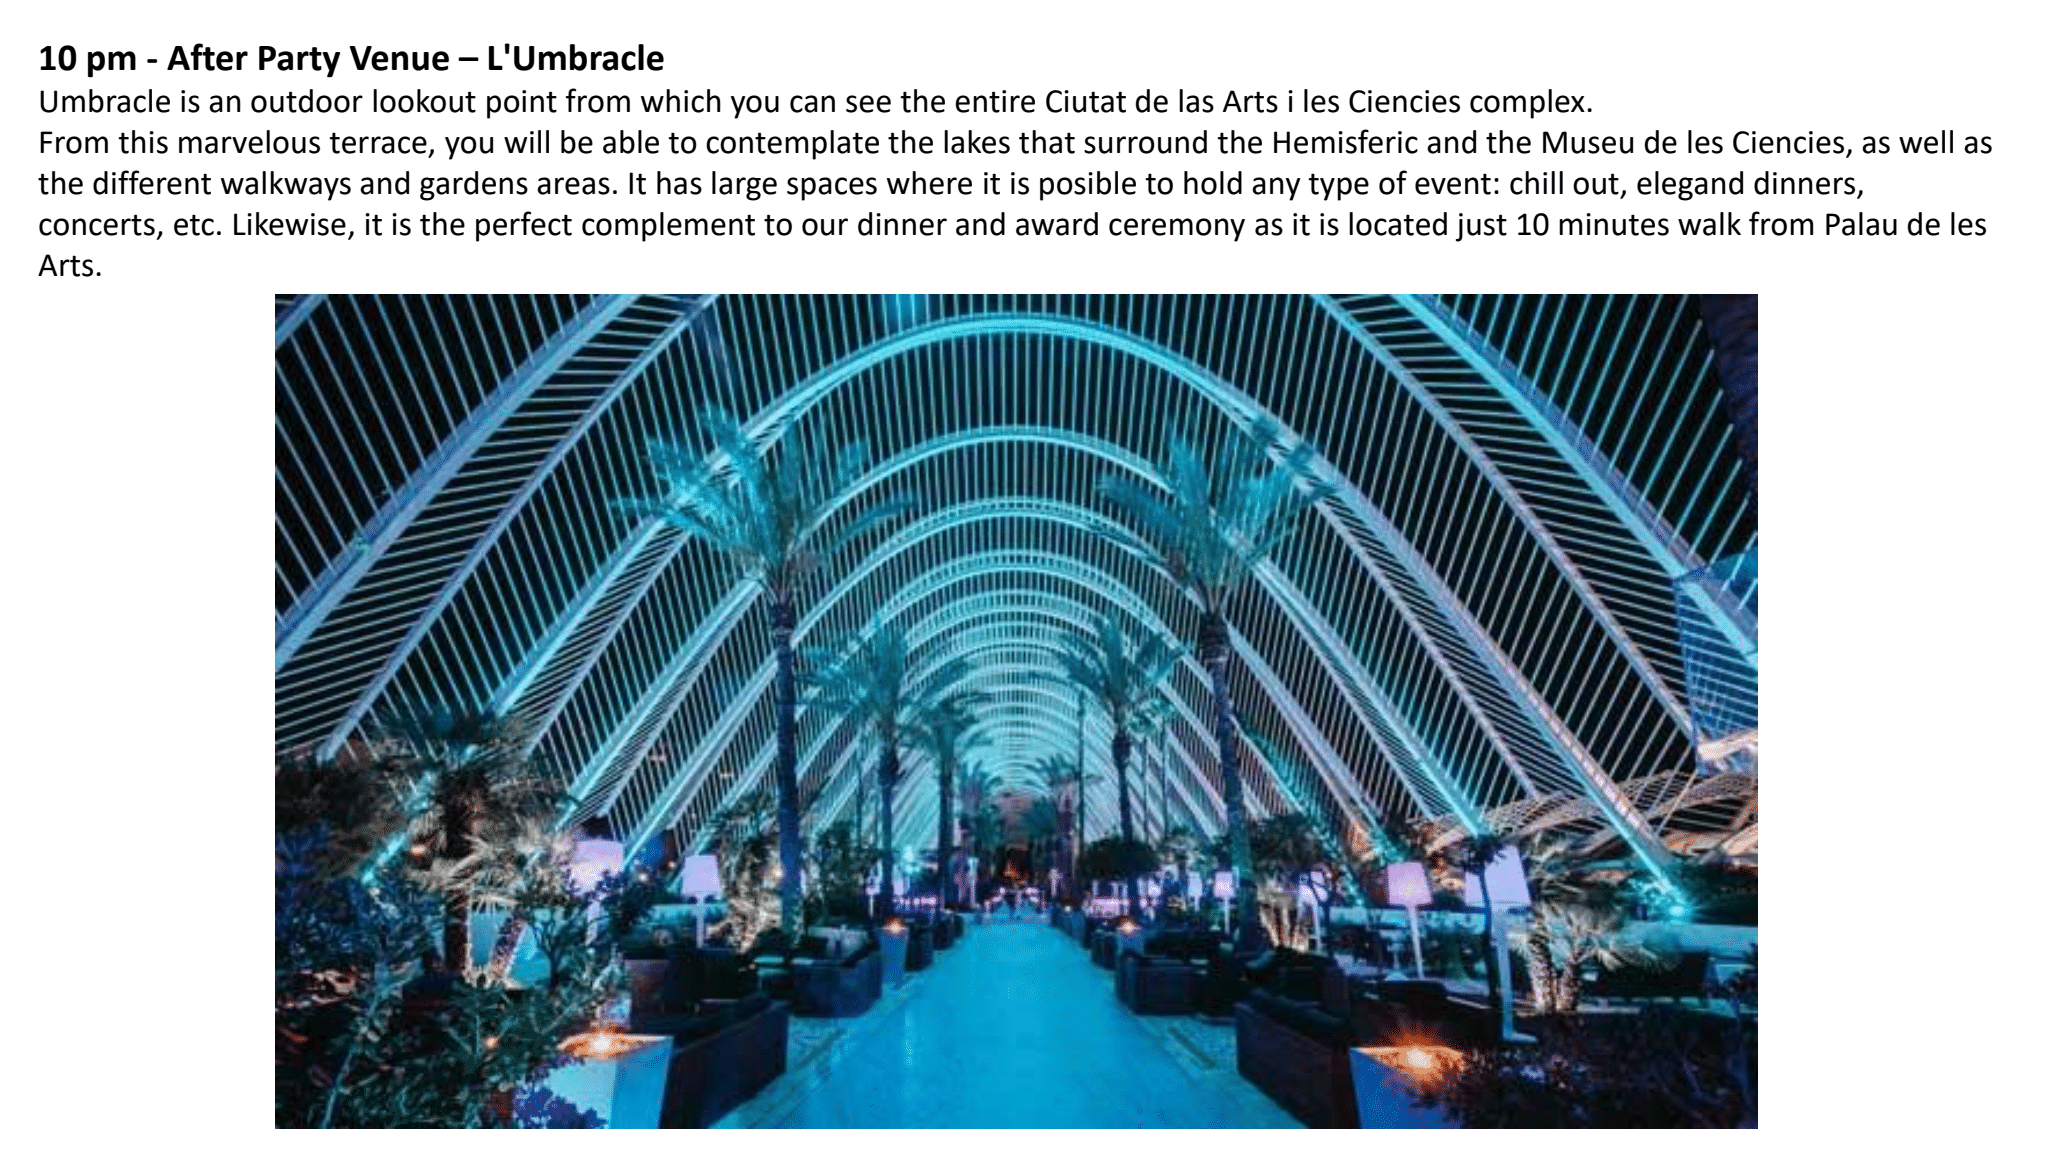 10 pm - After Party Venue – L'Umbracle
Umbracle is an outdoor lookout point from which you can see the entire Ciutat de las Arts i les Ciencies complex.
From this marvelous terrace, you will be able to contemplate the lakes that surround the Hemisferic and the Museu de les Ciencies, as well as
the different walkways and gardens areas. It has large spaces where it is posible to hold any type of event: chill out, elegand dinners,
concerts, etc. Likewise, it is the perfect complement to our dinner and award ceremony as it is located just 10 minutes walk from Palau de les
Arts.